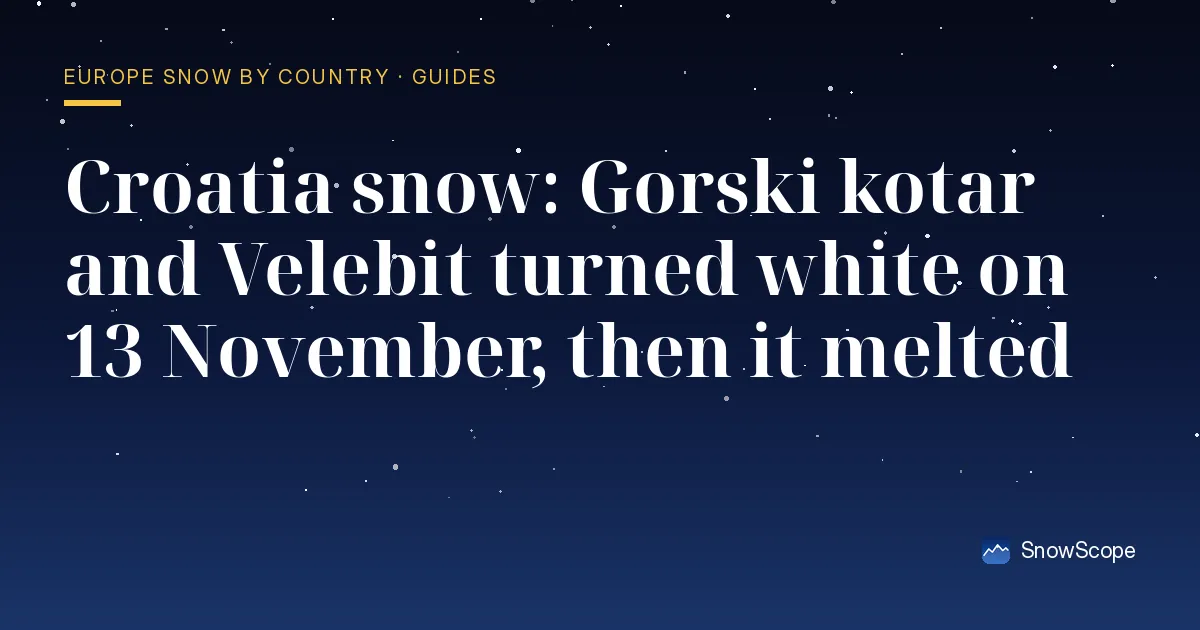 EUROPE SNOW BY COUNTRY · GUIDES
Croatia snow: Gorski kotar
and Velebit turned white on
13 November, then it melted
SnowScope